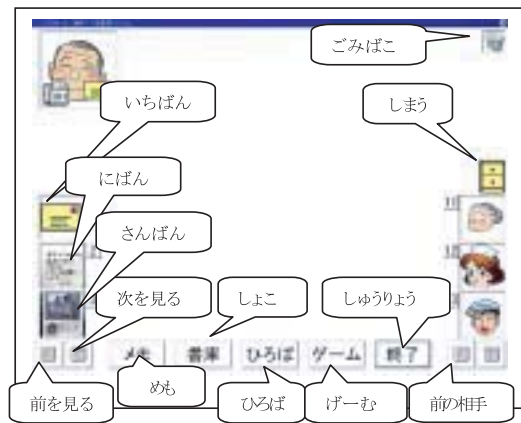 ごみばこ
いちばん
しまう
にばん
さんばん
次を見る
しょこ
しゅうりょう
メモ
書庫
ひろば
ゲーム
終了
前を見る
めも
ひろば
げーむ
前の相手